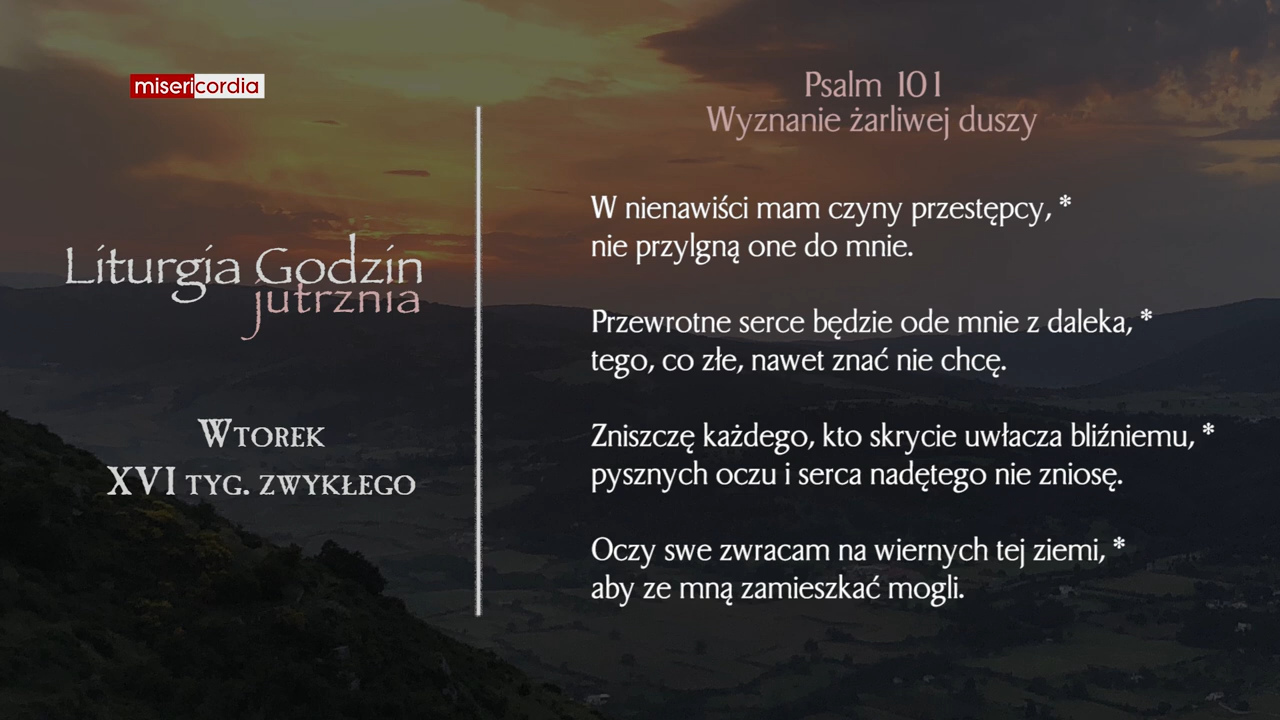 misericordia
Liturgia Godzin
jutrznia
Wtorek
XVI tyg. zwykłego
Psalm 101
Wyznanie żarliwej duszy
W nienawiści mam czyny przestępcy, *
nie przylgną one do mnie.
Przewrotne serce będzie ode mnie z daleka, *
tego, co złe, nawet znać nie chcę.
Zniszczę każdego, kto skrycie uwłacza bliźniemu, *
pysznych oczu i serca nadętego nie zniosę.
Oczy swe zwracam na wiernych tej ziemi, *
aby ze mną zamieszkać mogli.